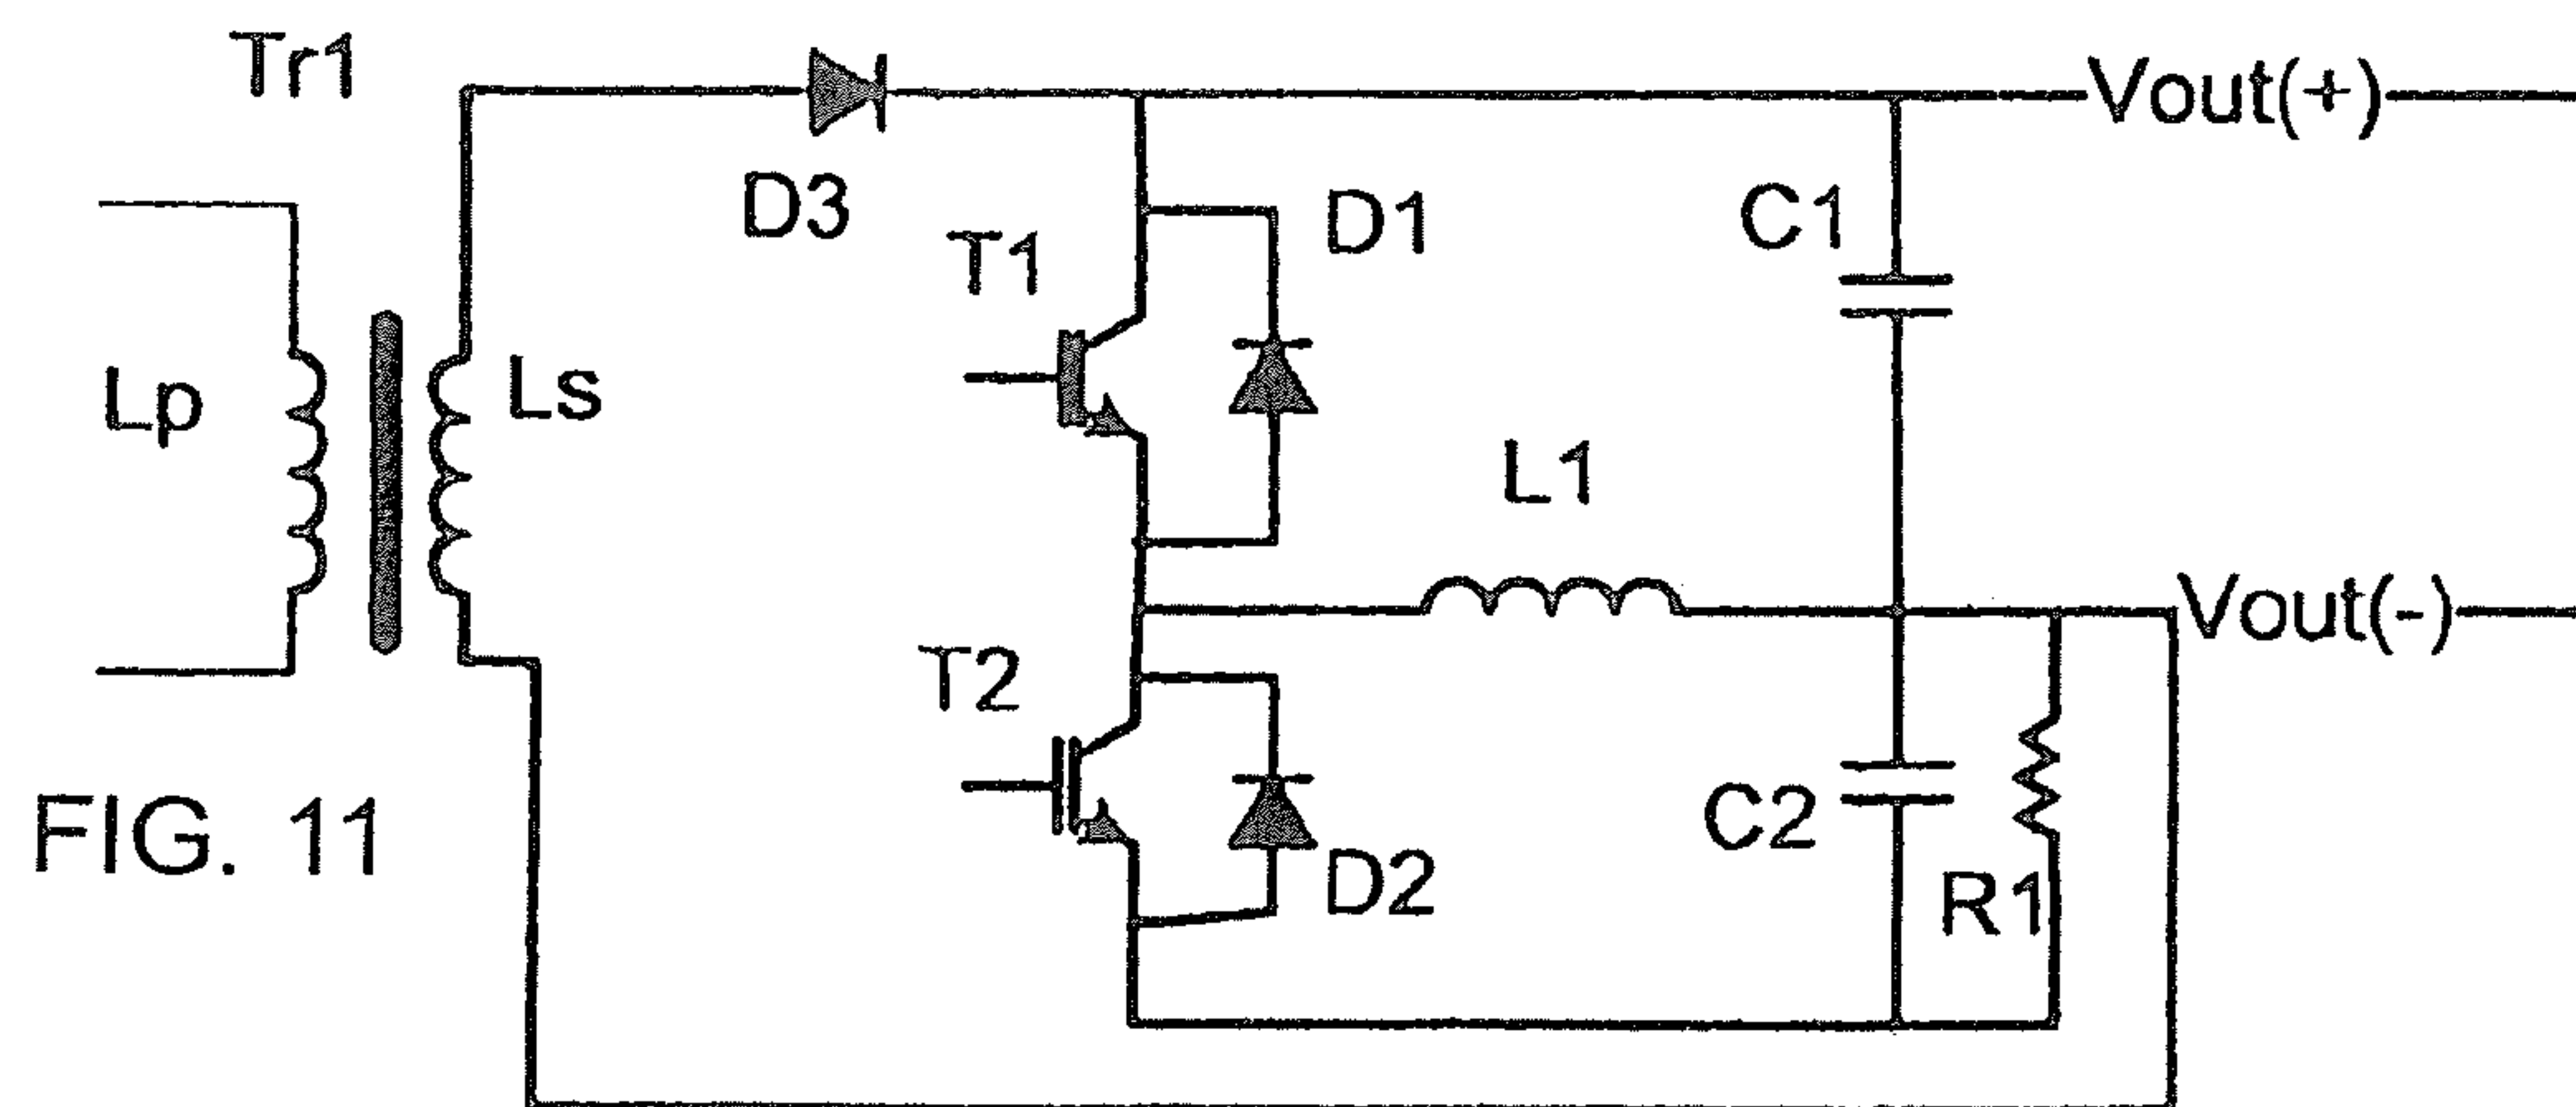 Tr1
Vout(+)
D3
D1
C1
T1
Lp
Ls
L1
Vout(-)
T2
FIG. 11
C2
D2
R1